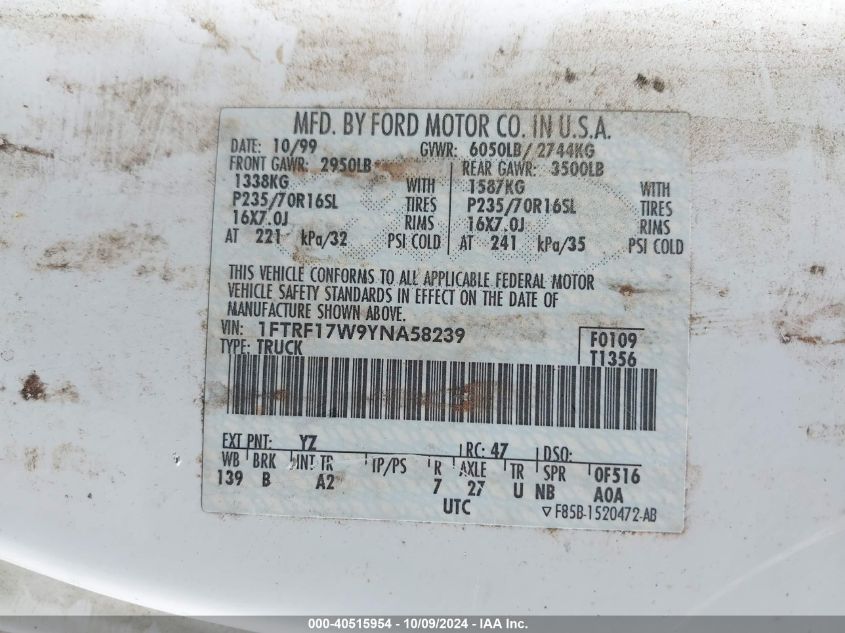 MFD. BY FORD MOTOR CO. IN U.S.A.
DATE: 10/99 GVWR: 6050LB/ 2744KG
FRONT GAWR: 2950LB REAR GAWR: 3500LB
1338KG WITH 1587KG WITH
P235/70R16SL TIRES P235/70R16SL TIRES
16X7.0J RIMS 16X7.0J RIMS
AT 221 kPa/32 PSI COLD AT 241 kPa/35 PSI COLD
THIS VEHICLE CONFORMS TO ALL APPLICABLE FEDERAL MOTOR
VEHICLE SAFETY STANDARDS IN EFFECT ON THE DATE OF
MANUFACTURE SHOWN ABOVE.
VIN: 1FTRF17W9YNA58239 F0109
TYPE: TRUCK T1356
EXT PNT: YZ RC: 47 DSO:
WB BRK INT TR TP/PS R AXLE TR SPR 0F516
139 B A2 7 27 U NB A0A
UTC ▽ F85B-1520472-AB
000-40515954 - 10/09/2024 - IAA Inc.